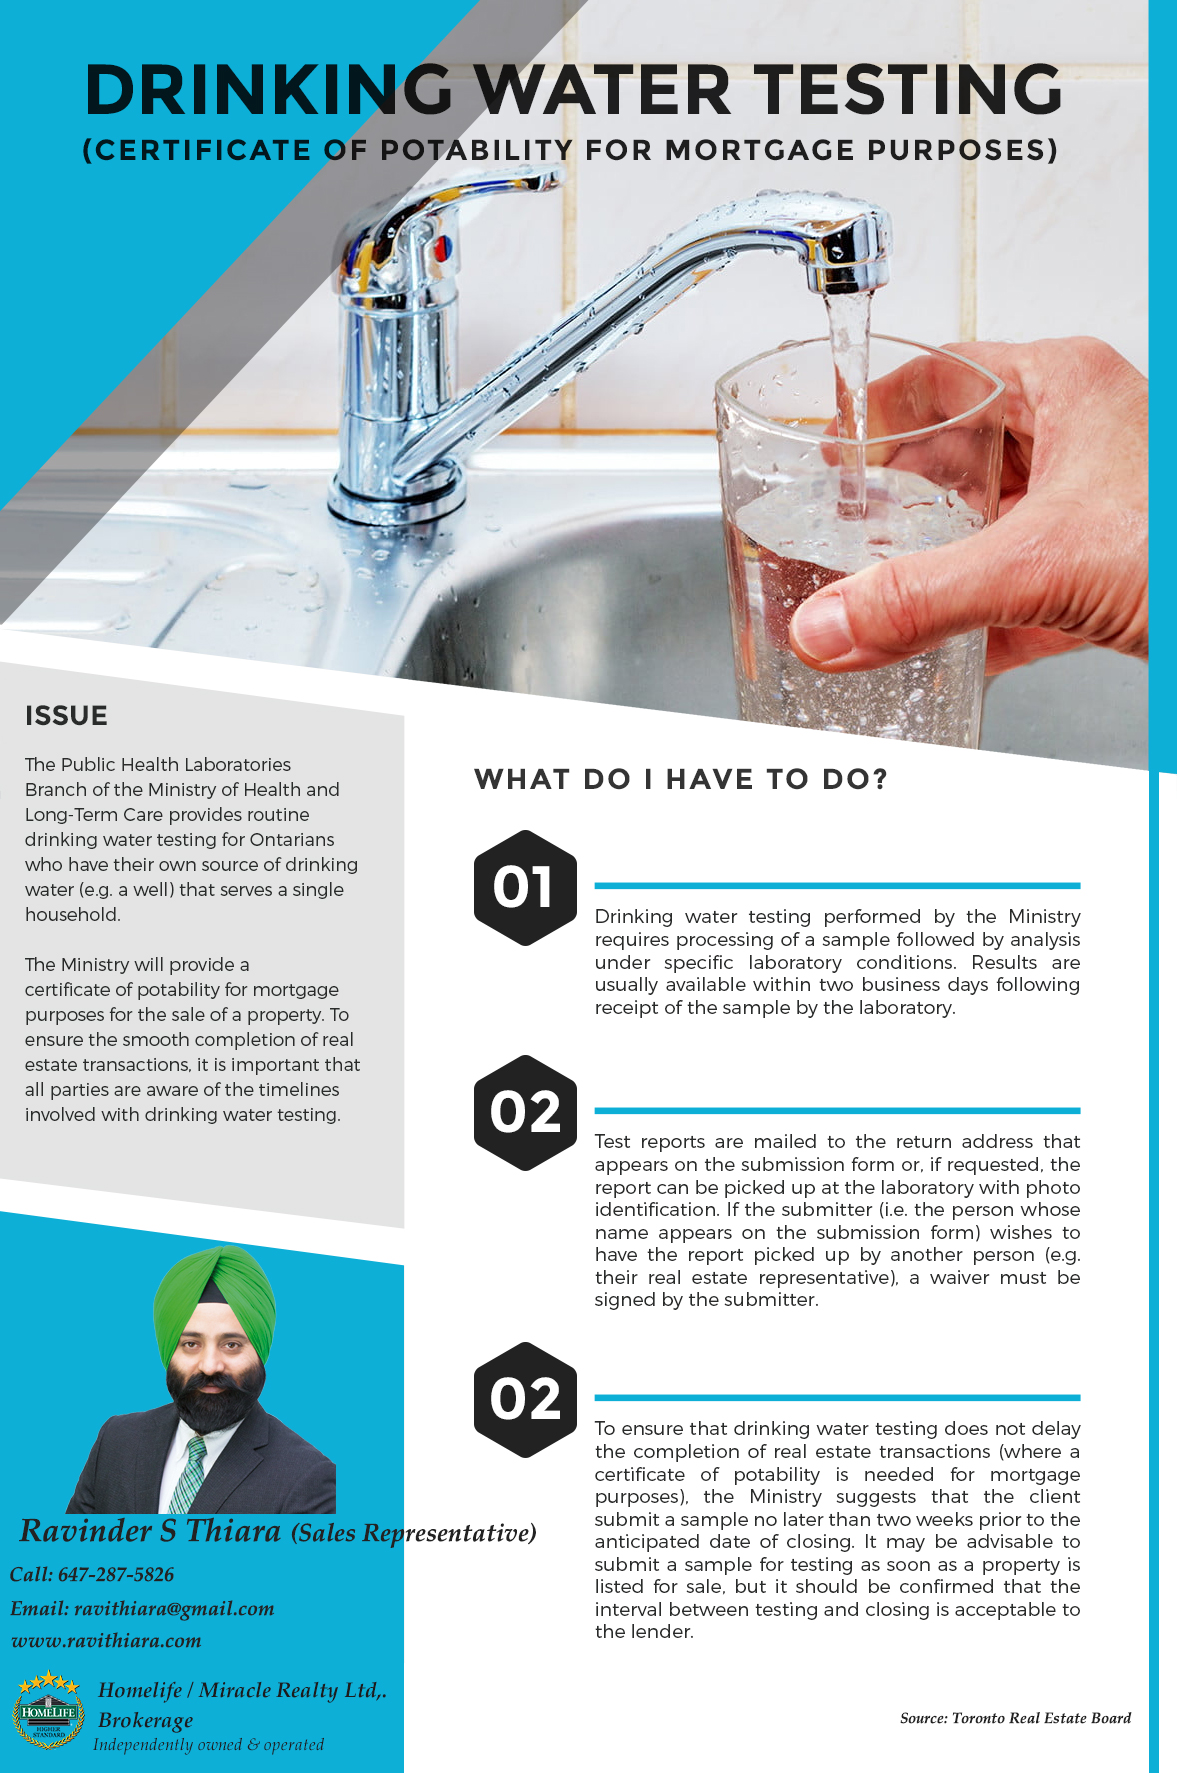 DRINKING WATER TESTING
(CERTIFICATE OF POTABILITY FOR MORTGAGE PURPOSES)
ISSUE
The Public Health Laboratories
Branch of the Ministry of Health and
Long-Term Care provides routine
drinking water testing for Ontarians
who have their own source of drinking
water (e.g. a well) that serves a single
household.
The Ministry will provide a
certificate of potability for mortgage
purposes for the sale of a property. To
ensure the smooth completion of real
estate transactions, it is important that
all parties are aware of the timelines
involved with drinking water testing.
WHAT DO I HAVE TO DO?
01
Drinking water testing performed by the Ministry
requires processing of a sample followed by analysis
under specific laboratory conditions. Results are
usually available within two business days following
receipt of the sample by the laboratory.
02
Test reports are mailed to the return address that
appears on the submission form or, if requested, the
report can be picked up at the laboratory with photo
identification. If the submitter (i.e. the person whose
name appears on the submission form) wishes to
have the report picked up by another person (e.g.
their real estate representative), a waiver must be
signed by the submitter.
02
To ensure that drinking water testing does not delay
the completion of real estate transactions (where a
certificate of potability is needed for mortgage
purposes), the Ministry suggests that the client
submit a sample no later than two weeks prior to the
anticipated date of closing. It may be advisable to
submit a sample for testing as soon as a property is
listed for sale, but it should be confirmed that the
interval between testing and closing is acceptable to
the lender.
Ravinder S Thiara (Sales Representative)
Call: 647-287-5826
Email: ravithiara@gmail.com
www.ravithiara.com
HOMELIFE
HIGHER
STANDARDS
Homelife / Miracle Realty Ltd,.
Brokerage
Independently owned & operated
Source: Toronto Real Estate Board